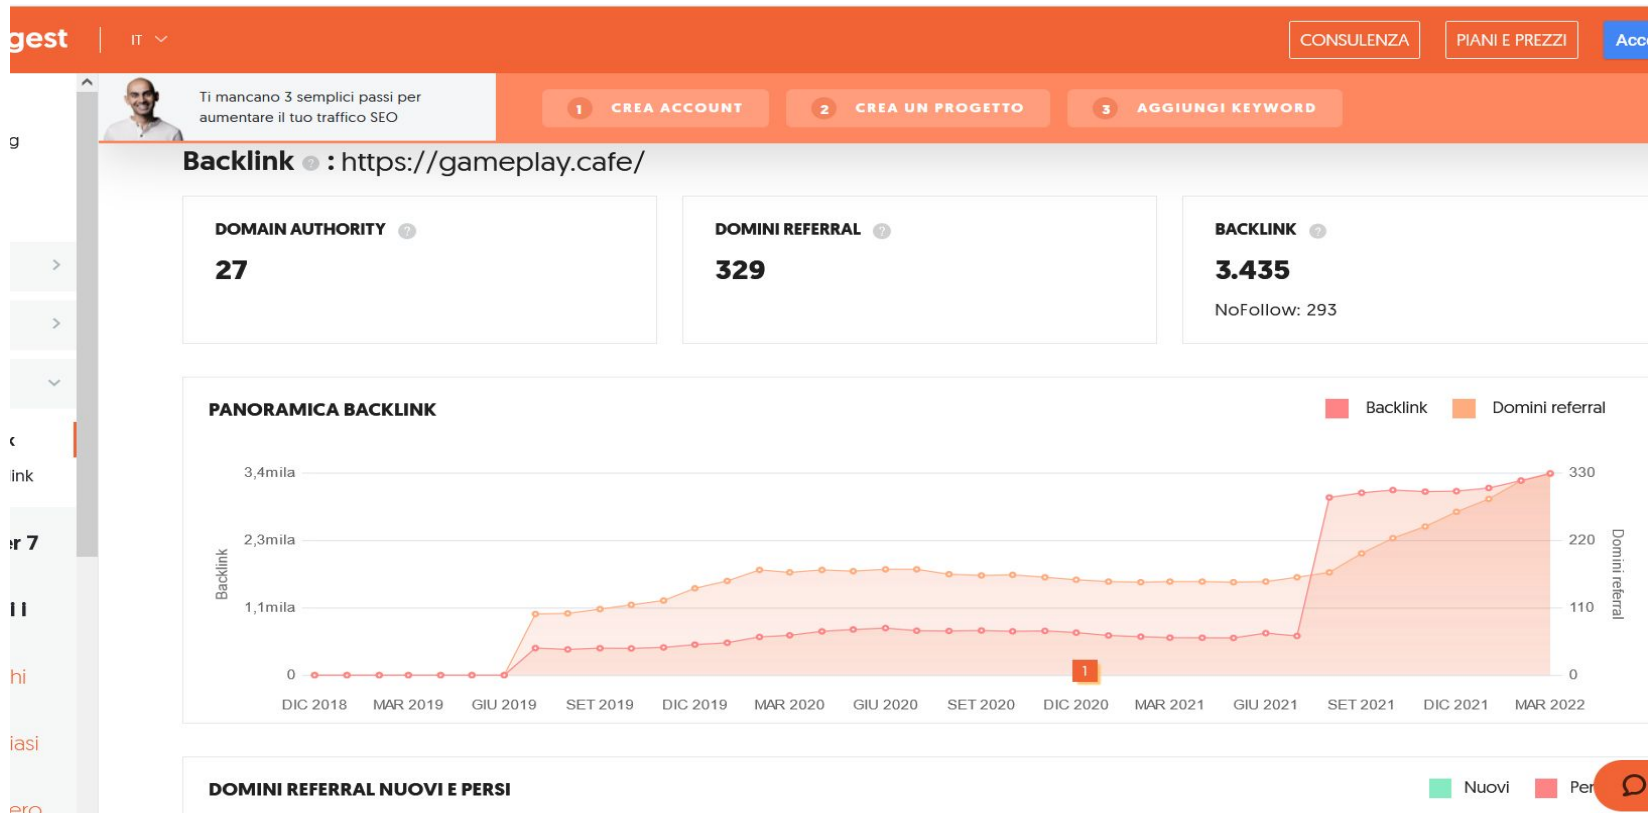 gest
IT
CONSULENZA
PIANI E PREZZI
Acc
Ti mancano 3 semplici passi per
aumentare il tuo traffico SEO
1 CREA ACCOUNT
2 CREA UN PROGETTO
3 AGGIUNGI KEYWORD
g
Backlink ? : https://gameplay.cafe/
DOMAIN AUTHORITY ?
27
DOMINI REFERRAL ?
329
BACKLINK ?
3.435
NoFollow: 293
PANORAMICA BACKLINK
Backlink
Domini referral
k
ink
er 7
i i
hi
iasi
ero
3,4mila
2,3mila
1,1mila
0
Backlink
330
220
110
0
Domini referral
1
DIC 2018 MAR 2019 GIU 2019 SET 2019 DIC 2019 MAR 2020 GIU 2020 SET 2020 DIC 2020 MAR 2021 GIU 2021 SET 2021 DIC 2021 MAR 2022
DOMINI REFERRAL NUOVI E PERSI
Nuovi
Per